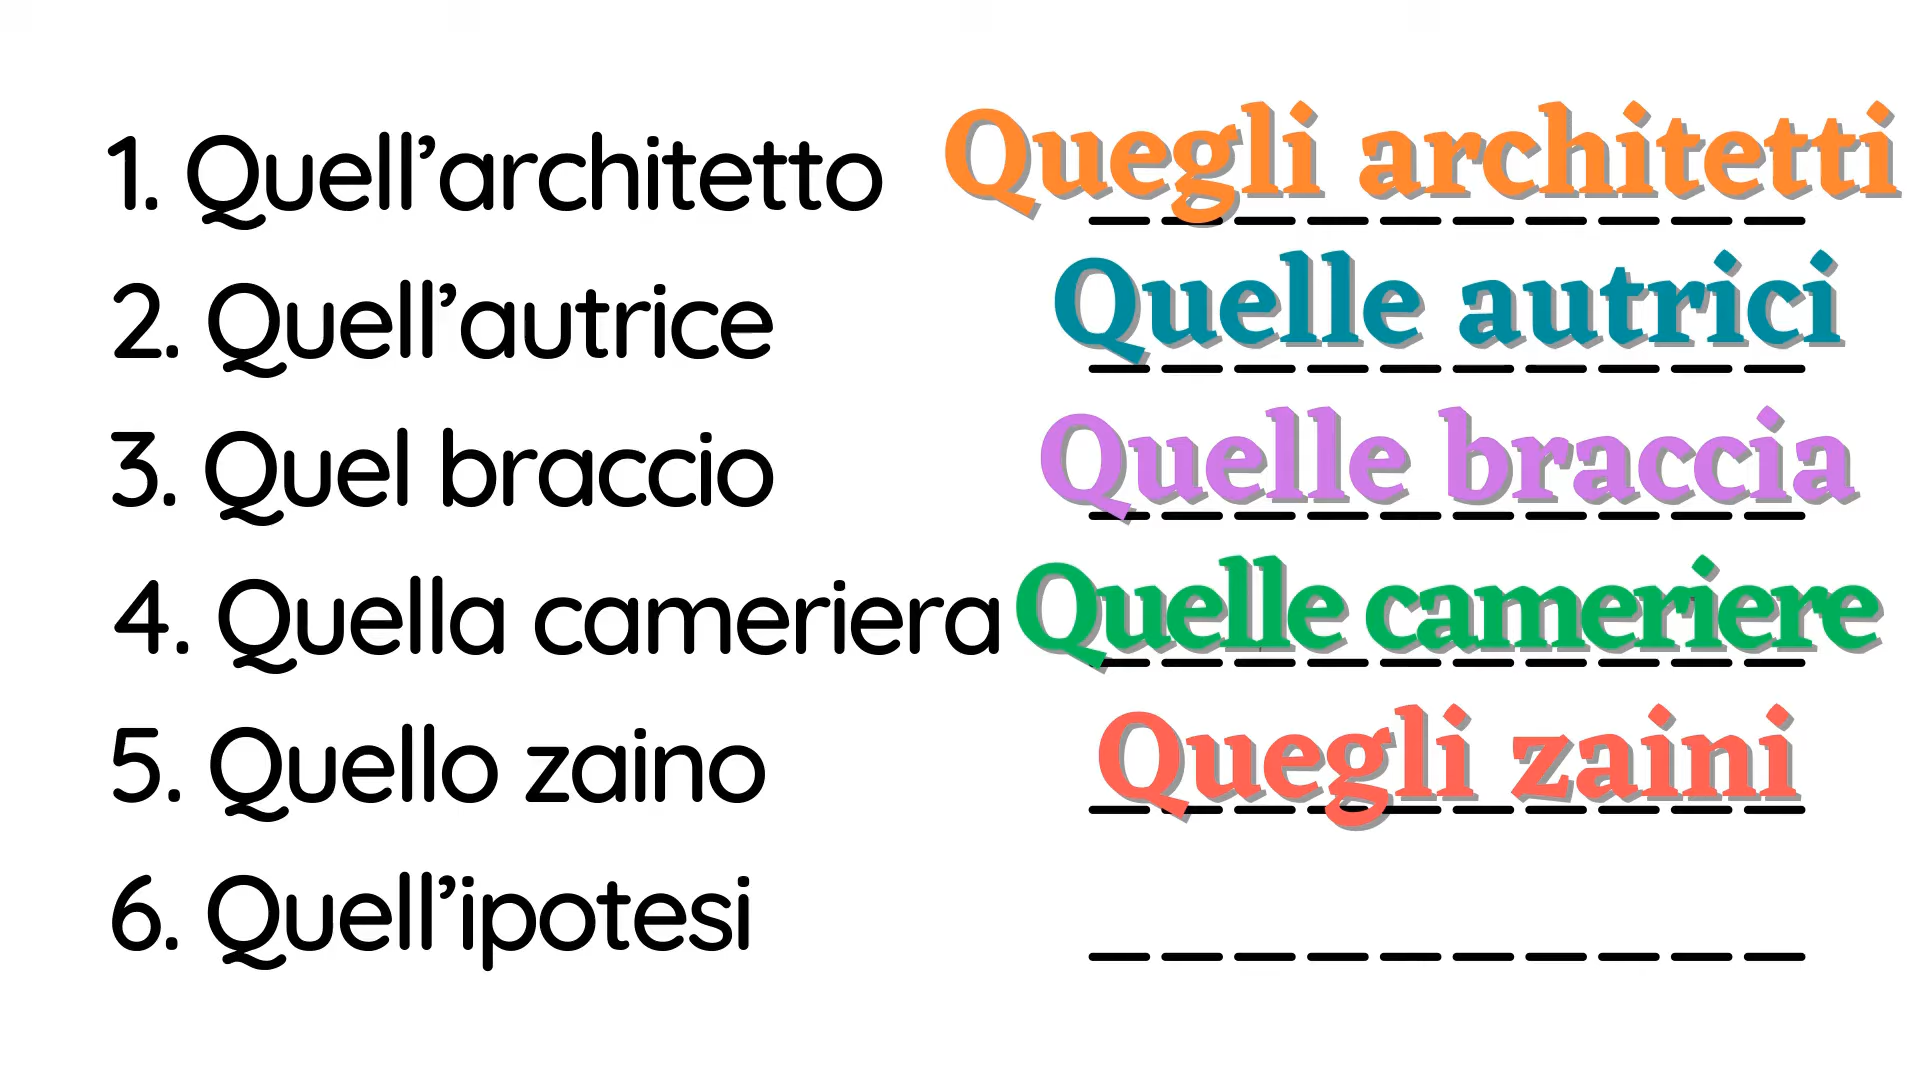 1. Quell’architetto Quegli architetti
2. Quell’autrice Quelle autrici
3. Quel braccio Quelle braccia
4. Quella cameriera Quelle cameriere
5. Quello zaino Quegli zaini
6. Quell’ipotesi